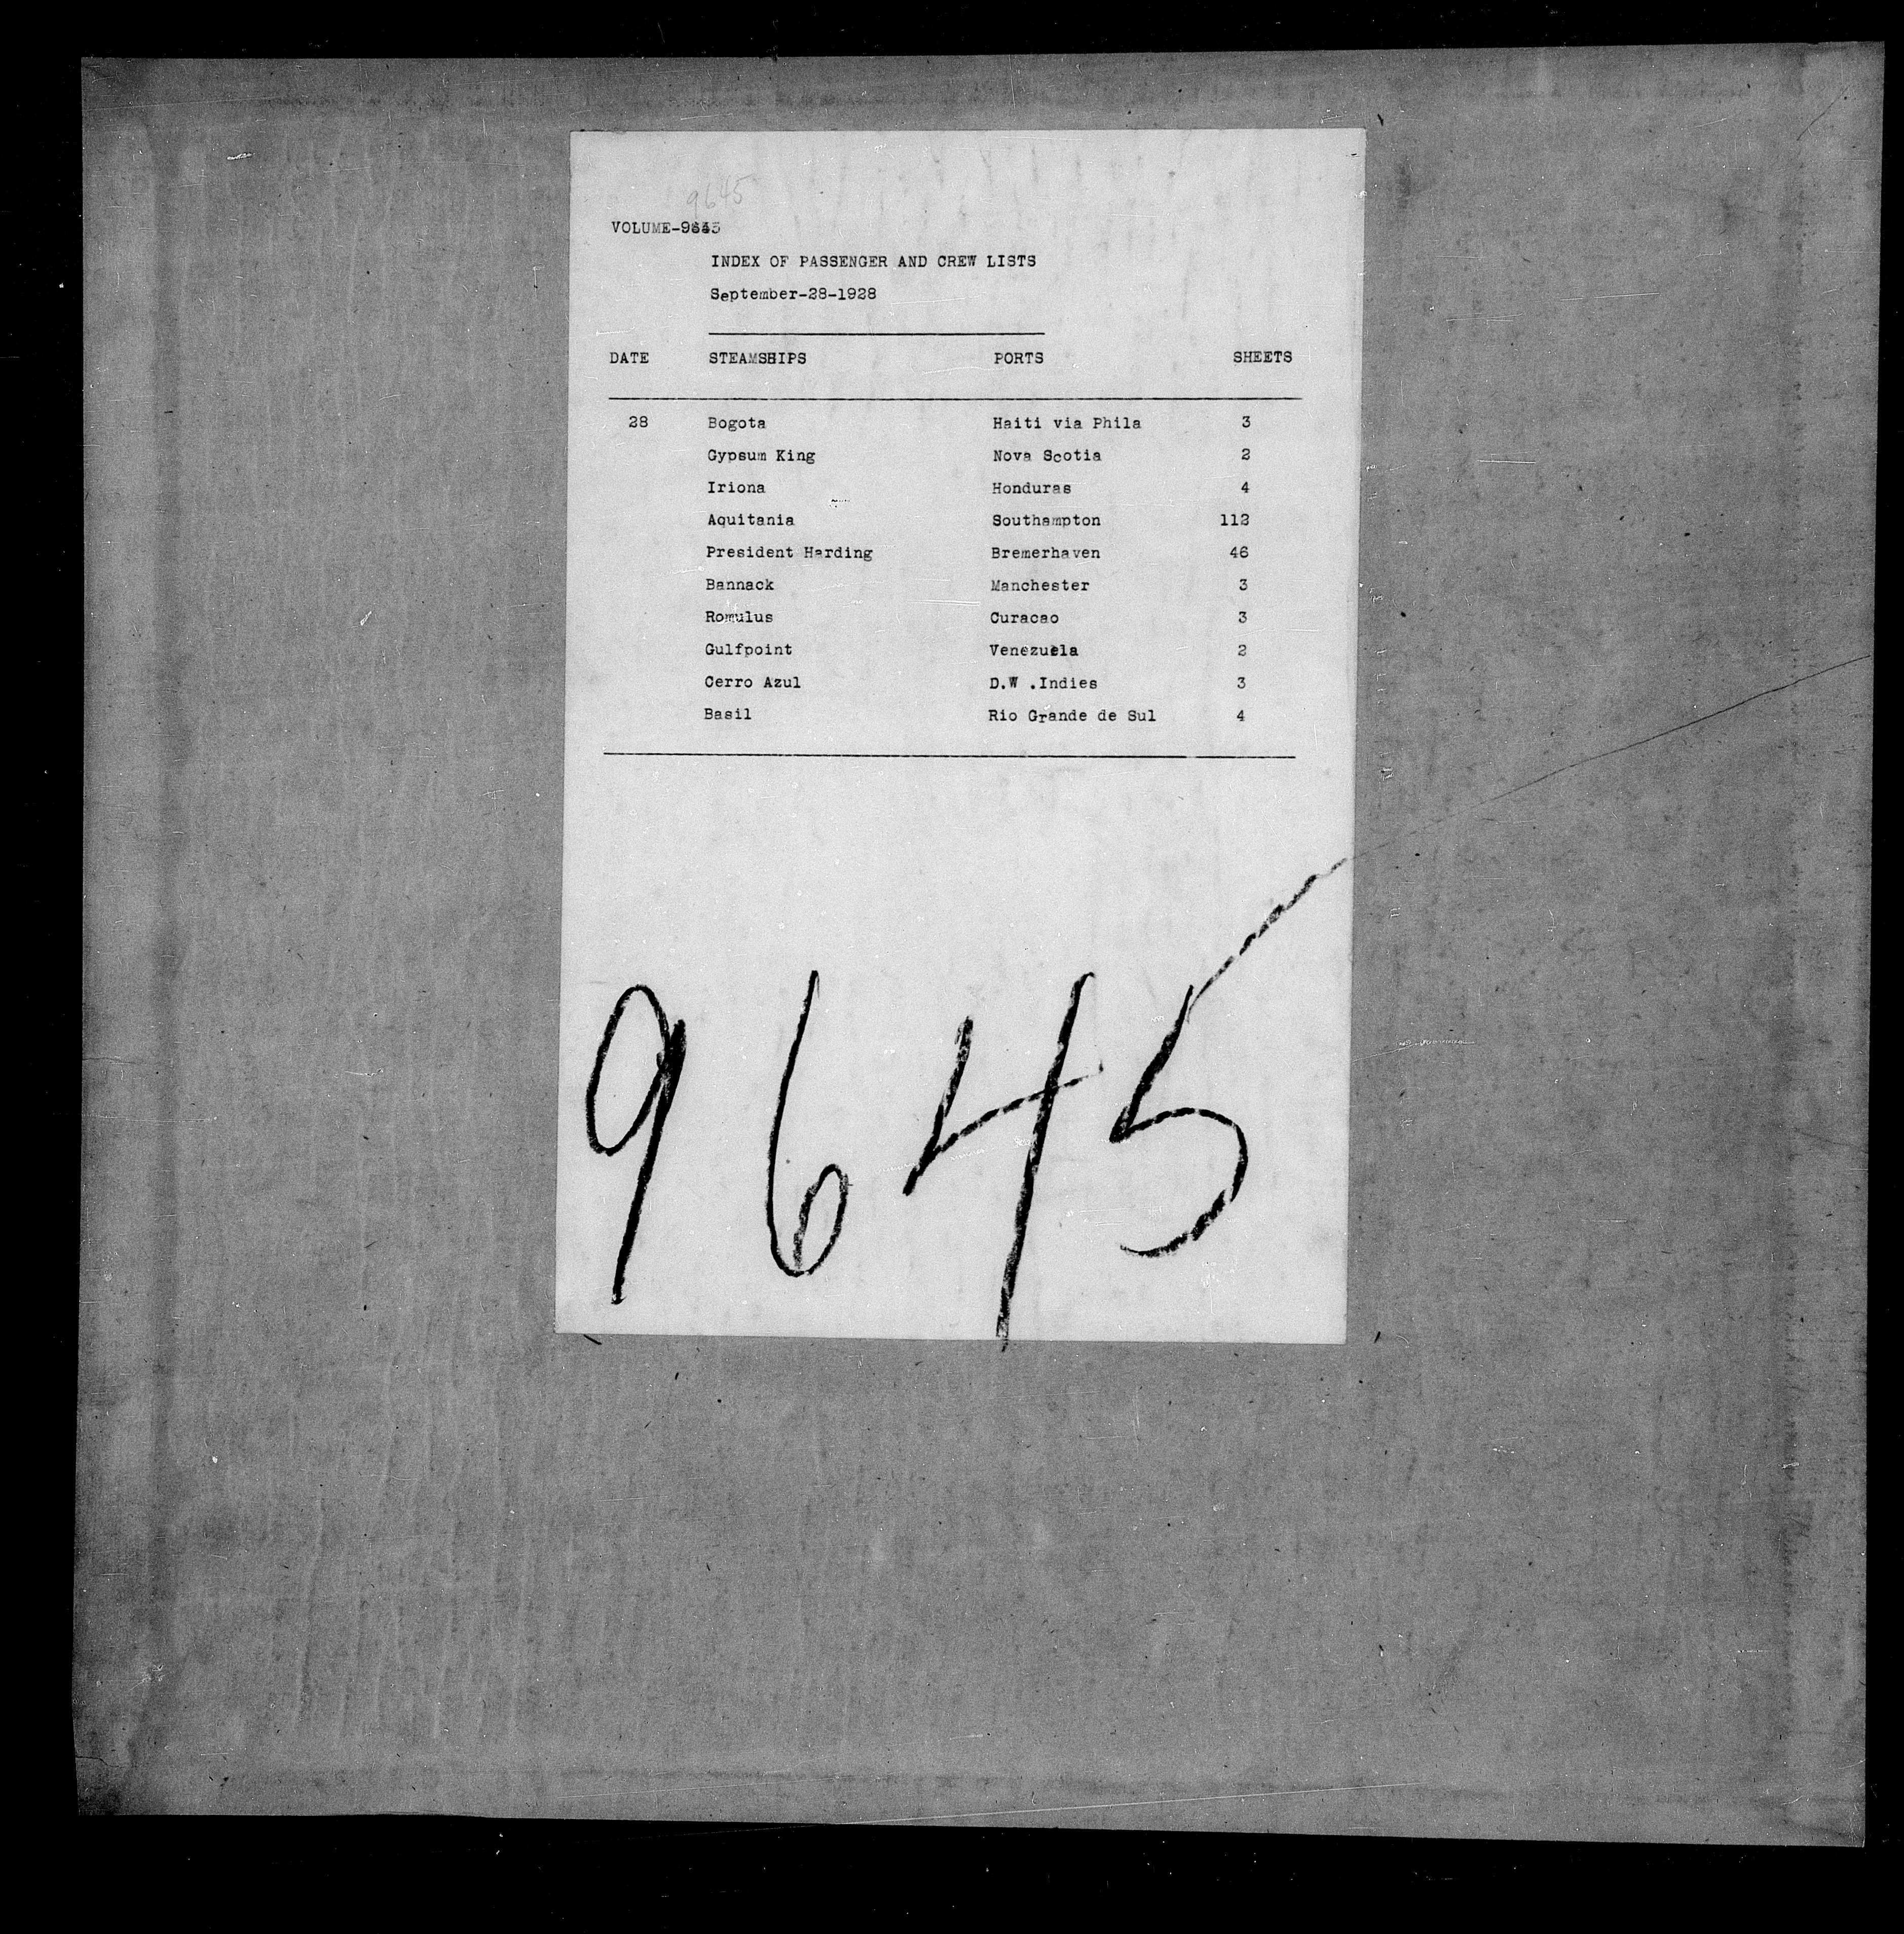 9645
VOLUME-9645
INDEX OF PASSENGER AND CREW LISTS
September-28-1928
DATE STEAMSHIPS PORTS SHEETS
28 Bogota Haiti via Phila 3
Gypsum King Nova Scotia 2
Iriona Honduras 4
Aquitania Southampton 112
President Harding Bremerhaven 46
Bannack Manchester 3
Romulus Curacao 3
Gulfpoint Venezuela 2
Cerro Azul D.W .Indies 3
Basil Rio Grande de Sul 4
9645